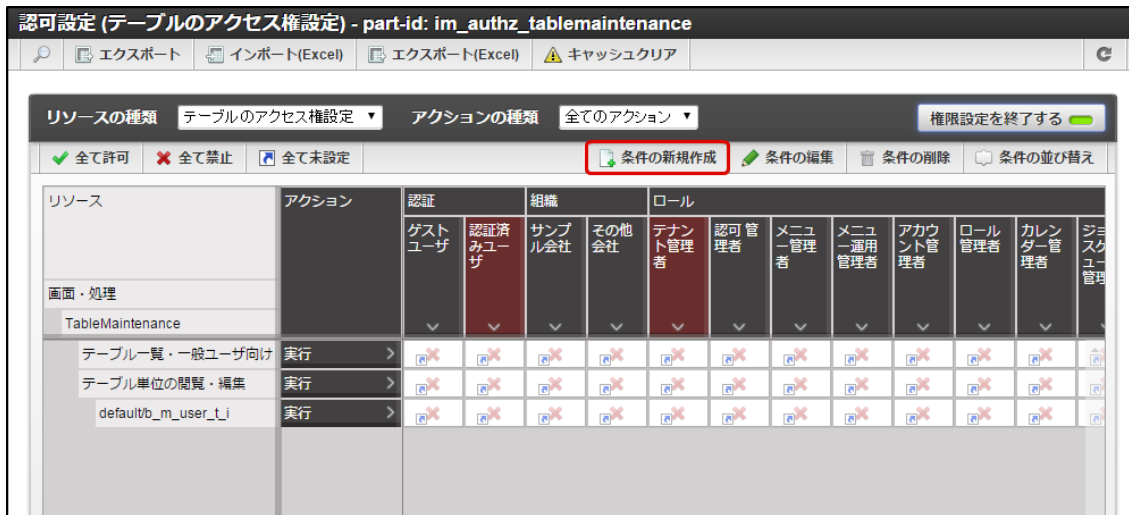 認可設定 (テーブルのアクセス権設定) - part-id: im_authz_tablemaintenance
エクスポート インポート(Excel) エクスポート(Excel) キャッシュクリア
リソースの種類 テーブルのアクセス権設定 アクションの種類 全てのアクション 権限設定を終了する
全て許可 全て禁止 全て未設定 条件の新規作成 条件の編集 条件の削除 条件の並び替え
リソース アクション 認証 組織 ロール
ゲストユーザ 認証済みユーザ サンプル会社 その他会社 テナント管理者 認可 管理者 メニュー管理者 メニュー運用管理者 アカウント管理者 ロール管理者 カレンダー管理者
画面・処理
TableMaintenance
テーブル一覧・一般ユーザ向け 実行
テーブル単位の閲覧・編集 実行
default/b_m_user_t_i 実行